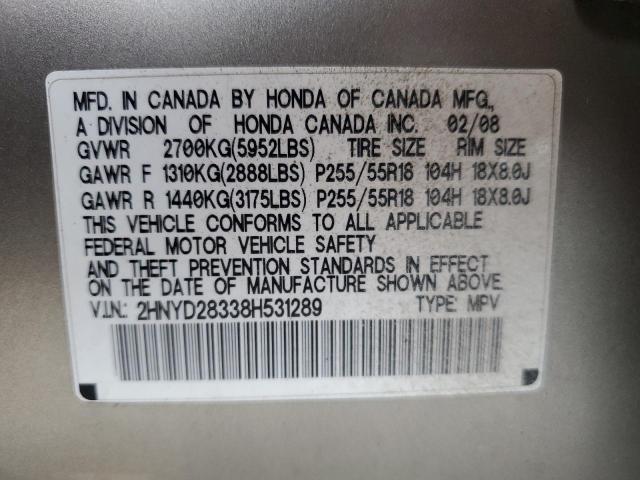 MFD. IN CANADA BY HONDA OF CANADA MFG.,
A DIVISION OF HONDA CANADA INC. 02/08
GVWR 2700KG(5952LBS) TIRE SIZE RIM SIZE
GAWR F 1310KG(2888LBS) P255/55R18 104H 18X8.0J
GAWR R 1440KG(3175LBS) P255/55R18 104H 18X8.0J
THIS VEHICLE CONFORMS TO ALL APPLICABLE
FEDERAL MOTOR VEHICLE SAFETY
AND THEFT PREVENTION STANDARDS IN EFFECT
ON THE DATE OF MANUFACTURE SHOWN ABOVE.
V.I.N.: 2HNYD28338H531289 TYPE: MPV